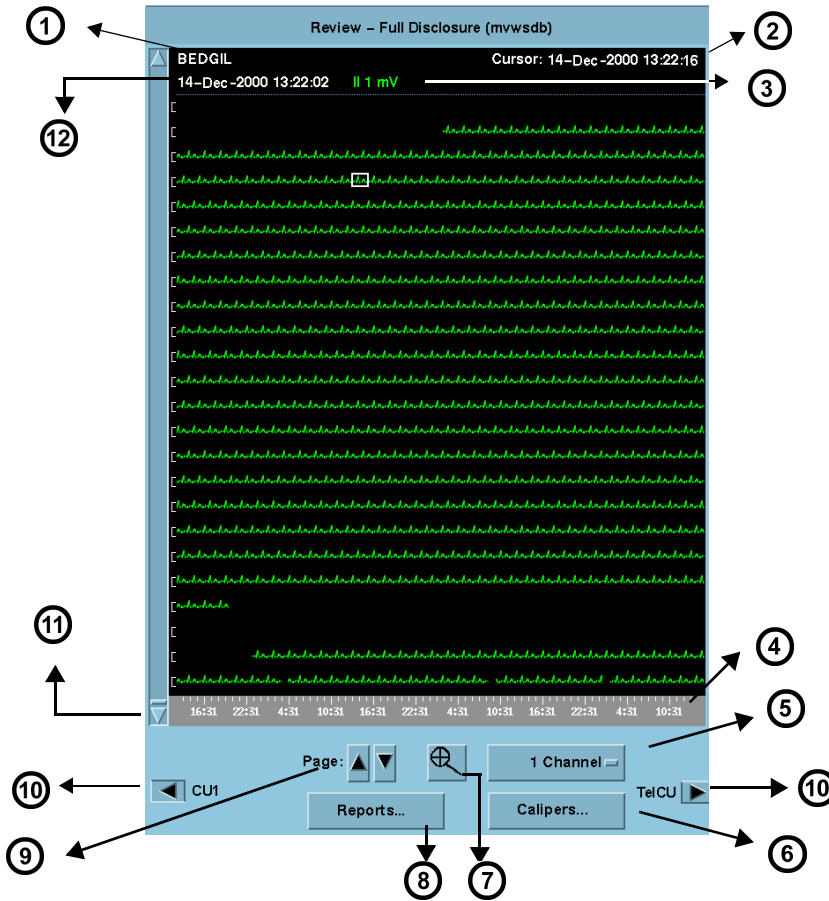 Review – Full Disclosure (mvwsdb)
1
2
BEDGIL
Cursor: 14–Dec–2000 13:22:16
14–Dec–2000 13:22:02 II 1 mV
3
12
11
4
16:31 22:31 4:31 10:31 16:31 22:31 4:31 10:31 16:31 22:31 4:31 10:31
5
Page:
1 Channel
10
CU1
TelCU
10
Reports...
Calipers...
9
8
7
6